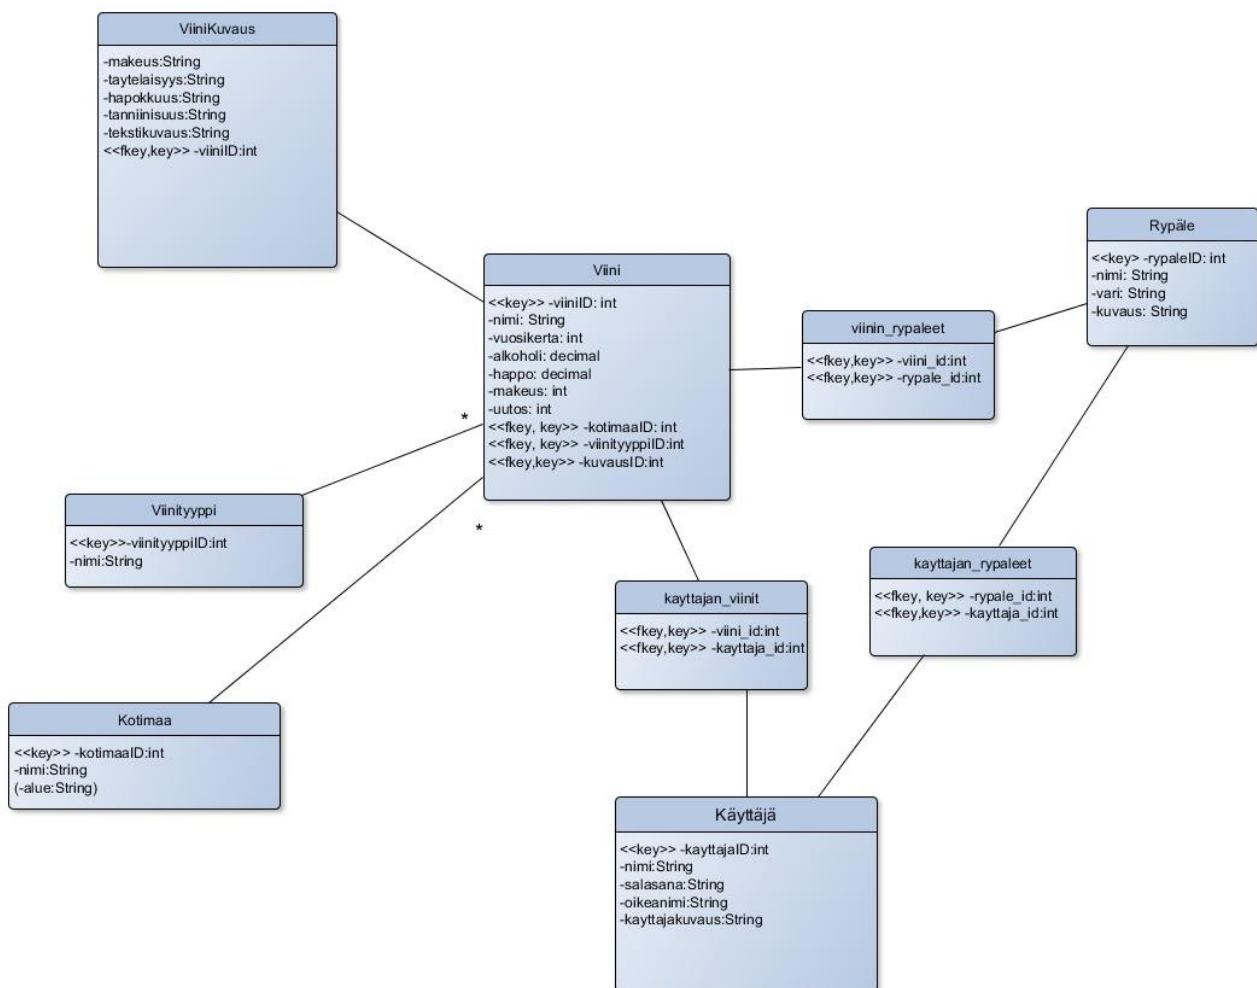 ViiniKuvaus
-makeus:String
-taytelaisyys:String
-hapokkuus:String
-tanniinisuus:String
-tekstikuvaus:String
<<fkey,key>> -viiniID:int
Viini
<<key>> -viiniID: int
-nimi: String
-vuosikerta: int
-alkoholi: decimal
-happo: decimal
-makeus: int
-uutos: int
<<fkey, key>> -kotimaaID: int
<<fkey, key>> -viinityyppiID:int
<<fkey,key>> -kuvausID:int
Rypäle
<<key> -rypaleID: int
-nimi: String
-vari: String
-kuvaus: String
viinin_rypaleet
<<fkey,key>> -viini_id:int
<<fkey,key>> -rypale_id:int
*
*
Viinityyppi
<<key>>-viinityyppiID:int
-nimi:String
kayttajan_viinit
<<fkey,key>> -viini_id:int
<<fkey,key>> -kayttaja_id:int
kayttajan_rypaleet
<<fkey, key>> -rypale_id:int
<<fkey,key>> -kayttaja_id:int
Kotimaa
<<key>> -kotimaaID:int
-nimi:String
(-alue:String)
Käyttäjä
<<key>> -kayttajaID:int
-nimi:String
-salasana:String
-oikeanimi:String
-kayttajakuvaus:String